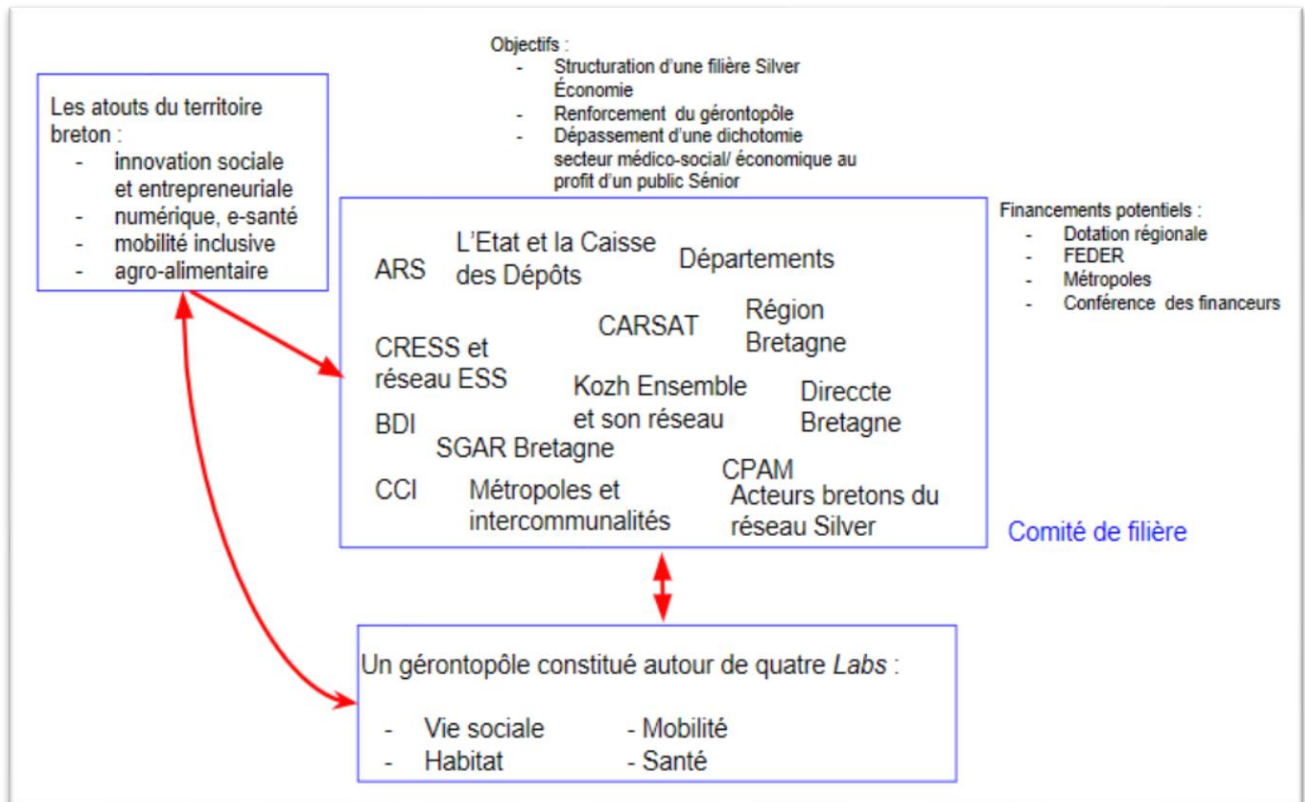 Objectifs :
- Structuration d'une filière Silver
Économie
- Renforcement du gérontopôle
- Dépassement d'une dichotomie
secteur médico-social/ économique au
profit d'un public Sénior
Les atouts du territoire
breton :
- innovation sociale
et entrepreneuriale
- numérique, e-santé
- mobilité inclusive
- agro-alimentaire
Financements potentiels :
- Dotation régionale
- FEDER
- Métropoles
- Conférence des financeurs
ARS
L'Etat et la Caisse
des Dépôts
Départements
CARSAT
Région
Bretagne
CRESS et
réseau ESS
Kozh Ensemble
et son réseau
Direccte
Bretagne
BDI
SGAR Bretagne
CCI
Métropoles et
intercommunalités
CPAM
Acteurs bretons du
réseau Silver
Comité de filière
Un gérontopôle constitué autour de quatre Labs :
- Vie sociale - Mobilité
- Habitat - Santé